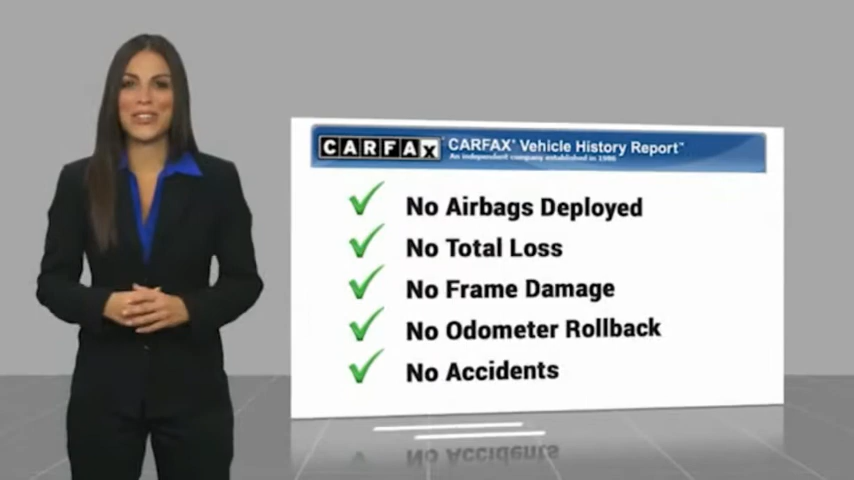 CARFAX CARFAX® Vehicle History Report™
An independent company established in 1986
No Airbags Deployed
No Total Loss
No Frame Damage
No Odometer Rollback
No Accidents
No Accidents